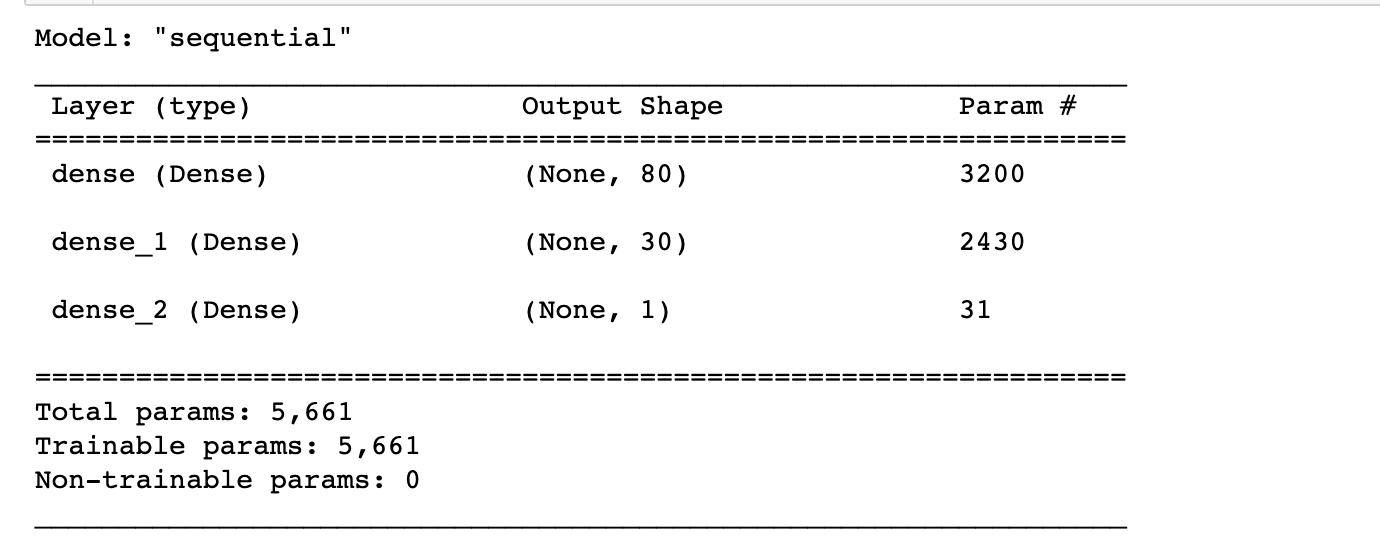 Model: "sequential"
Layer (type) Output Shape Param #
dense (Dense) (None, 80) 3200
dense_1 (Dense) (None, 30) 2430
dense_2 (Dense) (None, 1) 31
Total params: 5,661
Trainable params: 5,661
Non-trainable params: 0